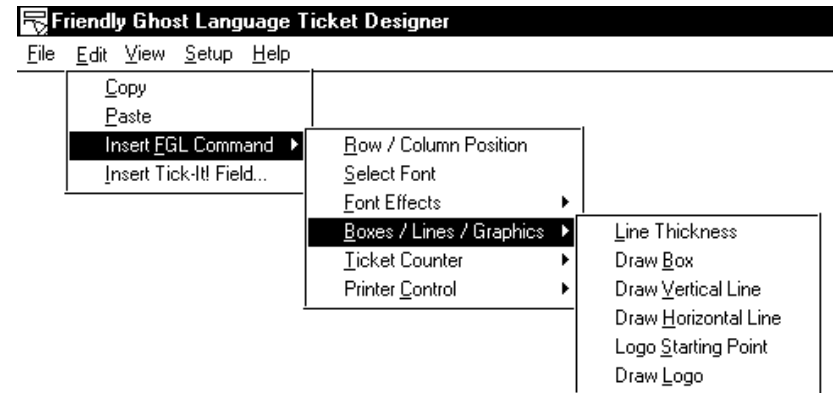 Friendly Ghost Language Ticket Designer
File Edit View Setup Help
Copy
Paste
Insert FGL Command
Insert Tick-It! Field...
Row / Column Position
Select Font
Font Effects
Boxes / Lines / Graphics
Ticket Counter
Printer Control
Line Thickness
Draw Box
Draw Vertical Line
Draw Horizontal Line
Logo Starting Point
Draw Logo